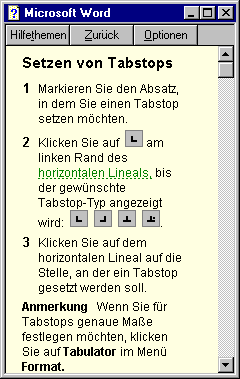 Microsoft Word
Hilfethemen Zurück Optionen
Setzen von Tabstops
1 Markieren Sie den Absatz,
in dem Sie einen Tabstop
setzen möchten.
2 Klicken Sie auf am
linken Rand des
horizontalen Lineals, bis
der gewünschte
Tabstop-Typ angezeigt
wird: .
3 Klicken Sie auf dem
horizontalen Lineal auf die
Stelle, an der ein Tabstop
gesetzt werden soll.
Anmerkung Wenn Sie für
Tabstops genaue Maße
festlegen möchten, klicken
Sie auf Tabulator im Menü
Format.